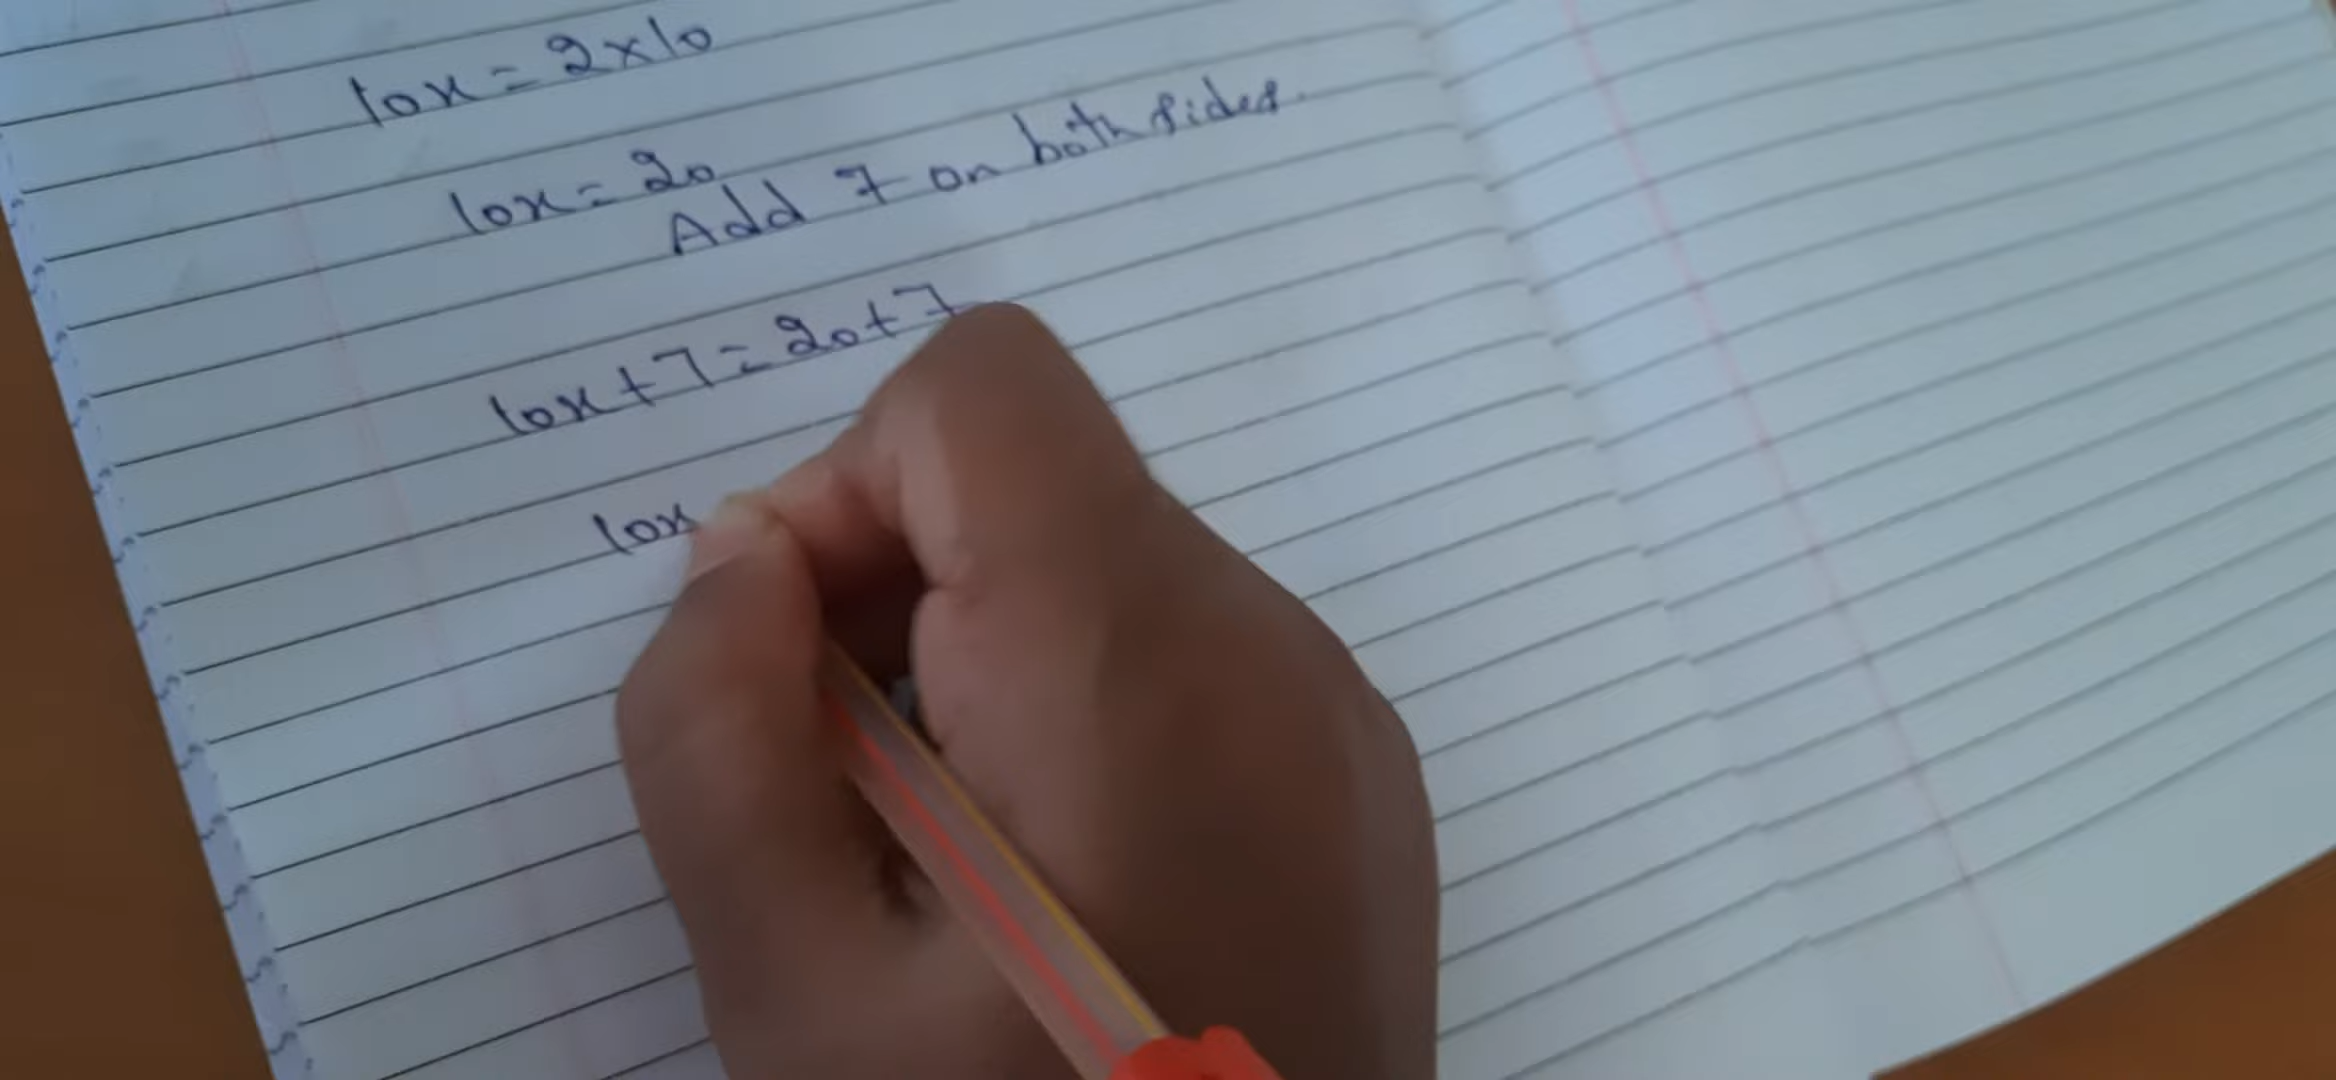 10x = 2x10
10x = 20
Add 7 on both sides.
10x + 7 = 20 + 7
10x